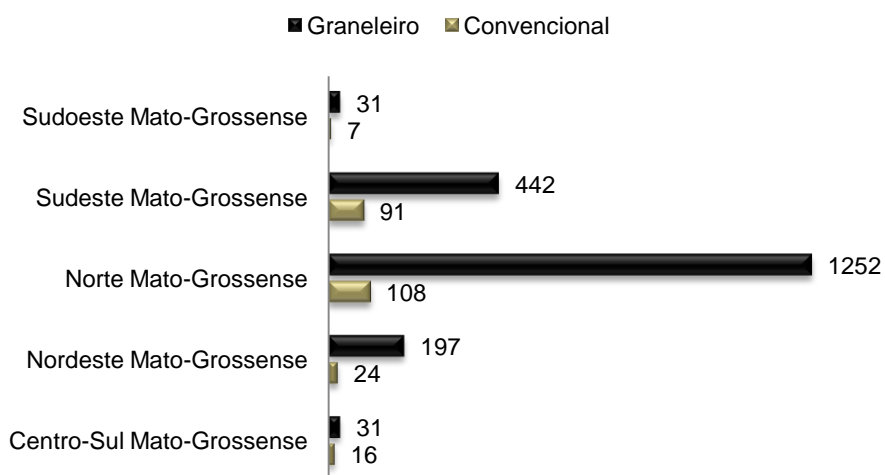 Graneleiro Convencional
Sudoeste Mato-Grossense
31
7
Sudeste Mato-Grossense
442
91
Norte Mato-Grossense
1252
108
Nordeste Mato-Grossense
197
24
Centro-Sul Mato-Grossense
31
16